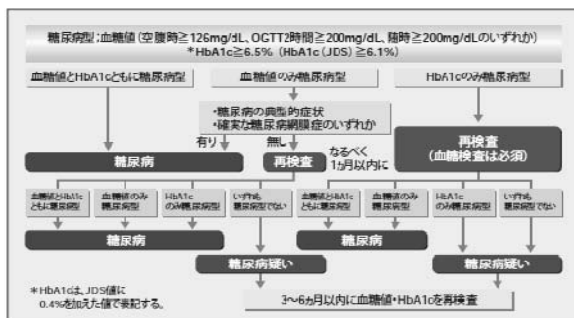 糖尿病型;血糖値(空腹時≧126mg/dL、OGTT2時間≧200mg/dL、随時≧200mg/dLのいずれか)
*HbA1c≧6.5% (HbA1c(JDS)≧6.1%)
血糖値とHbA1cともに糖尿病型
血糖値のみ糖尿病型
HbA1cのみ糖尿病型
・糖尿病の典型的症状
・確実な糖尿病網膜症のいずれか
有り
無し
なるべく
1ヵ月以内に
糖尿病
再検査
再検査
(血糖検査は必須)
血糖値とHbA1c
ともに糖尿病型
血糖値のみ
糖尿病型
HbA1c
のみ糖尿病型
いずれも
糖尿病型でない
血糖値とHbA1c
ともに糖尿病型
血糖値のみ
糖尿病型
HbA1c
のみ糖尿病型
いずれも
糖尿病型でない
糖尿病
糖尿病
糖尿病疑い
糖尿病疑い
*HbA1cは、JDS値に
0.4%を加えた値で表記する。
3〜6ヵ月以内に血糖値・HbA1cを再検査